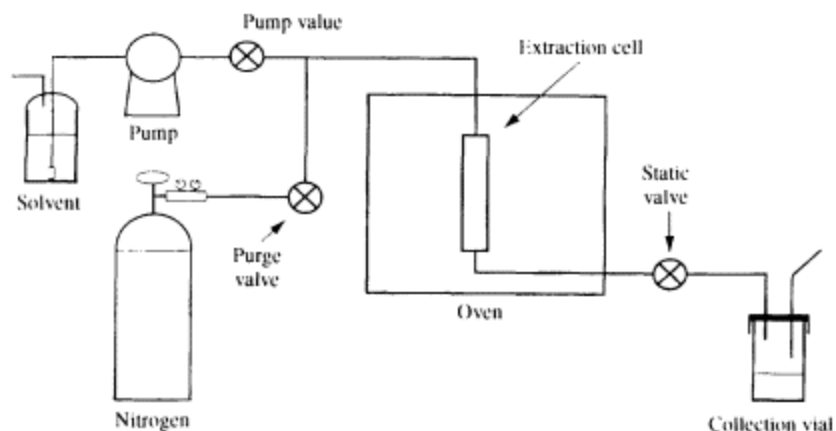 Pump value
Extraction cell
Pump
Solvent
Static
valve
Purge
valve
Oven
Nitrogen
Collection vial